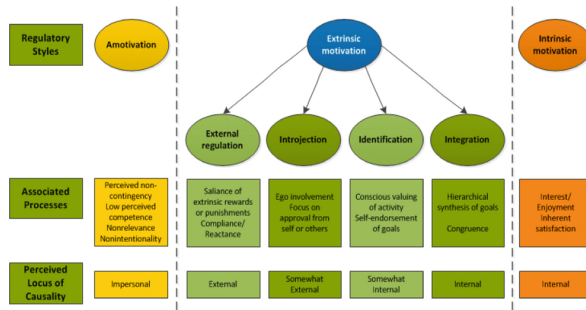 Regulatory
Styles
Amotivation
Extrinsic
motivation
Intrinsic
motivation
External
regulation
Introjection
Identification
Integration
Associated
Processes
Perceived non-
contingency
Low perceived
competence
Nonrelevance
Nonintentionality
Saliance of
extrinsic rewards
or punishments
Compliance/
Reactance
Ego involvement
Focus on
approval from
self or others
Conscious valuing
of activity
Self-endorsement
of goals
Hierarchical
synthesis of goals
Congruence
Interest/
Enjoyment
Inherent
satisfaction
Perceived
Locus of
Causality
Impersonal
External
Somewhat
External
Somewhat
Internal
Internal
Internal